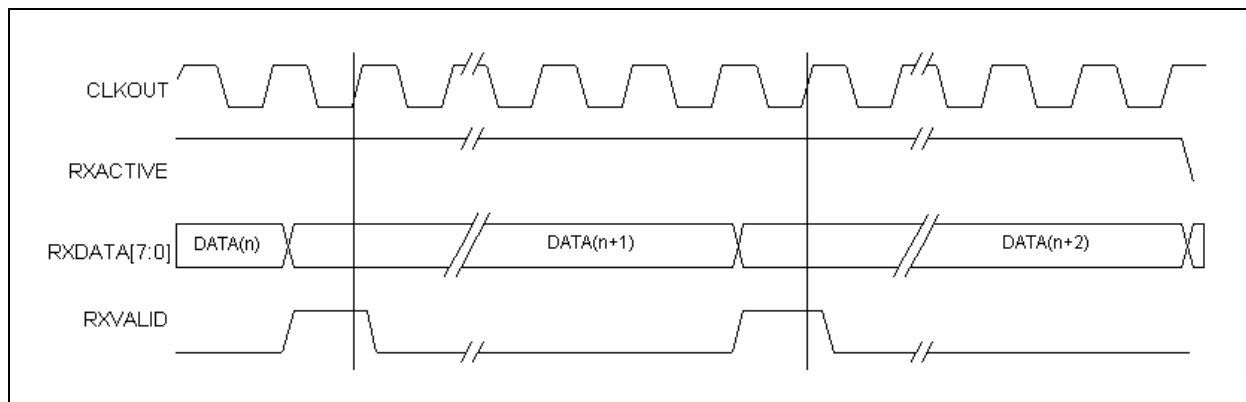 CLKOUT
RXACTIVE
RXDATA[7:0]
DATA(n)
DATA(n+1)
DATA(n+2)
RXVALID